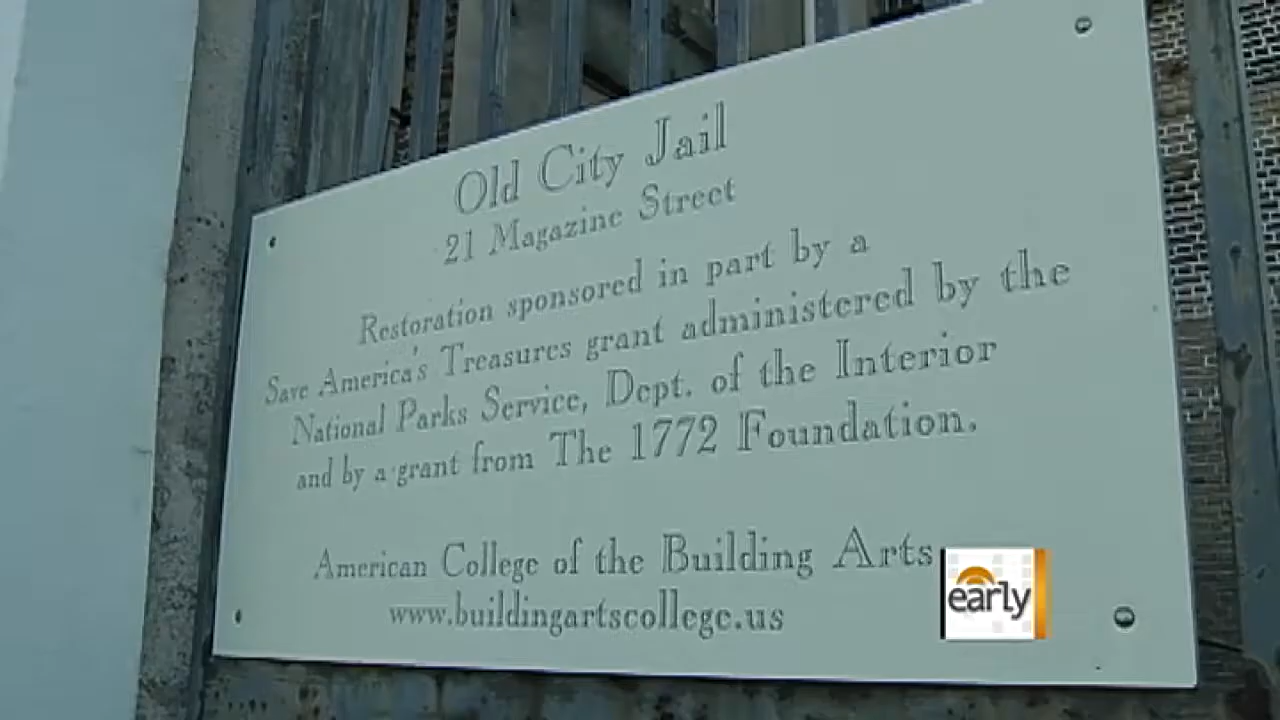 Old City Jail
21 Magazine Street
Restoration sponsored in part by a
Save America's Treasures grant administered by the
National Parks Service, Dept. of the Interior
and by a grant from The 1772 Foundation.
American College of the Building Arts
www.buildingartscollege.us
early